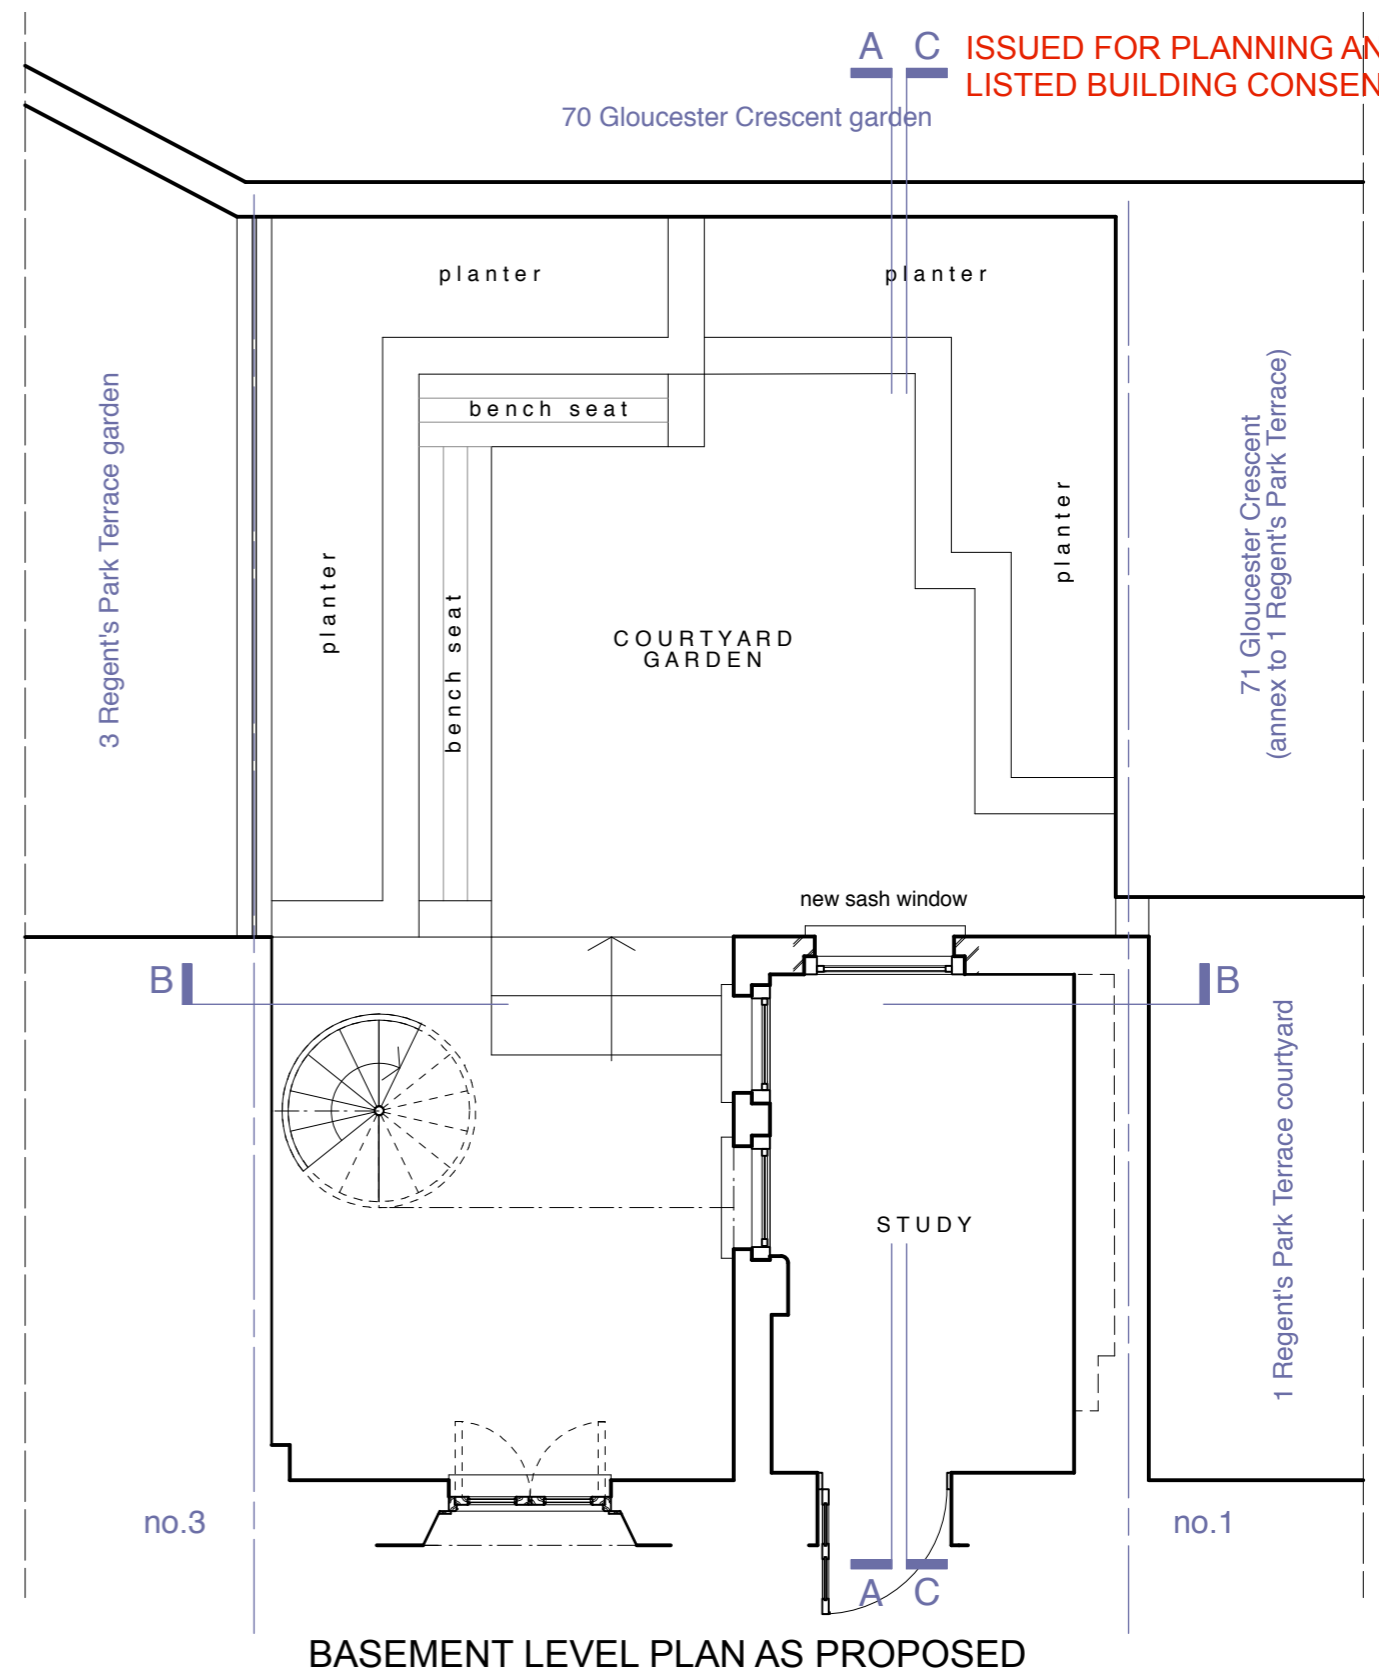 A C ISSUED FOR PLANNING AN
LISTED BUILDING CONSEN
70 Gloucester Crescent garden
planter
planter
bench seat
3 Regent's Park Terrace garden
71 Gloucester Crescent
(annex to 1 Regent's Park Terrace)
planter
planter
bench seat
COURTYARD
GARDEN
new sash window
B
B
1 Regent's Park Terrace courtyard
STUDY
no.3
no.1
A C
BASEMENT LEVEL PLAN AS PROPOSED